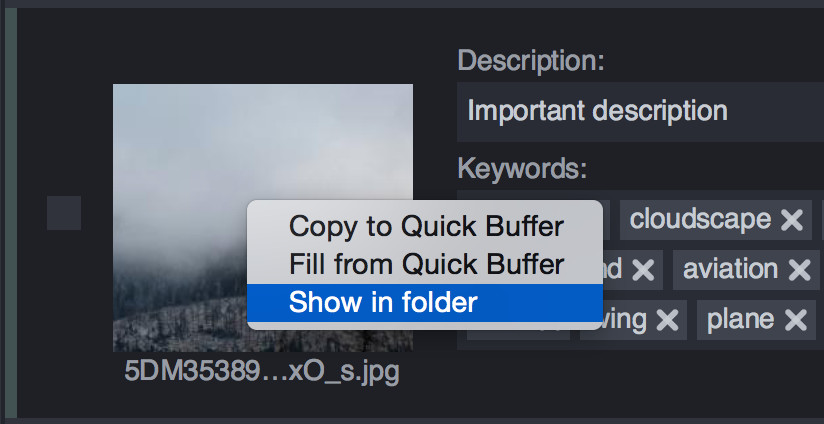 Description:
Important description
Keywords:
cloudscape
Copy to Quick Buffer
Fill from Quick Buffer
aviation
Show in folder
plane
5DM35389...xO_s.jpg